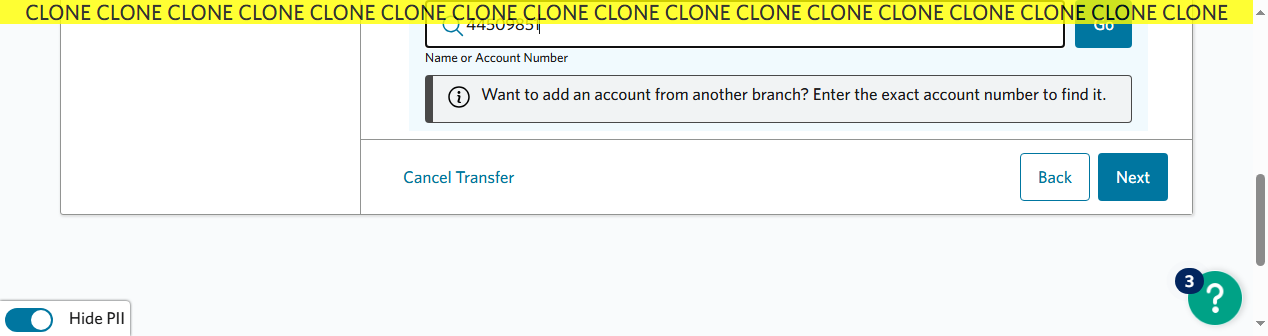 CLONE CLONE CLONE CLONE CLONE CLONE CLONE CLONE CLONE CLONE CLONE CLONE CLONE CLONE CLONE CLONE CLONE
44509851
Go
Name or Account Number
Want to add an account from another branch? Enter the exact account number to find it.
Cancel Transfer
Back
Next
3
?
Hide PII